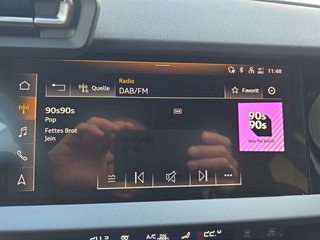 11:48
Radio
Quelle DAB/FM Favorit
90s90s
Pop
Fettes Brot
Jein
90s
90s
A/C